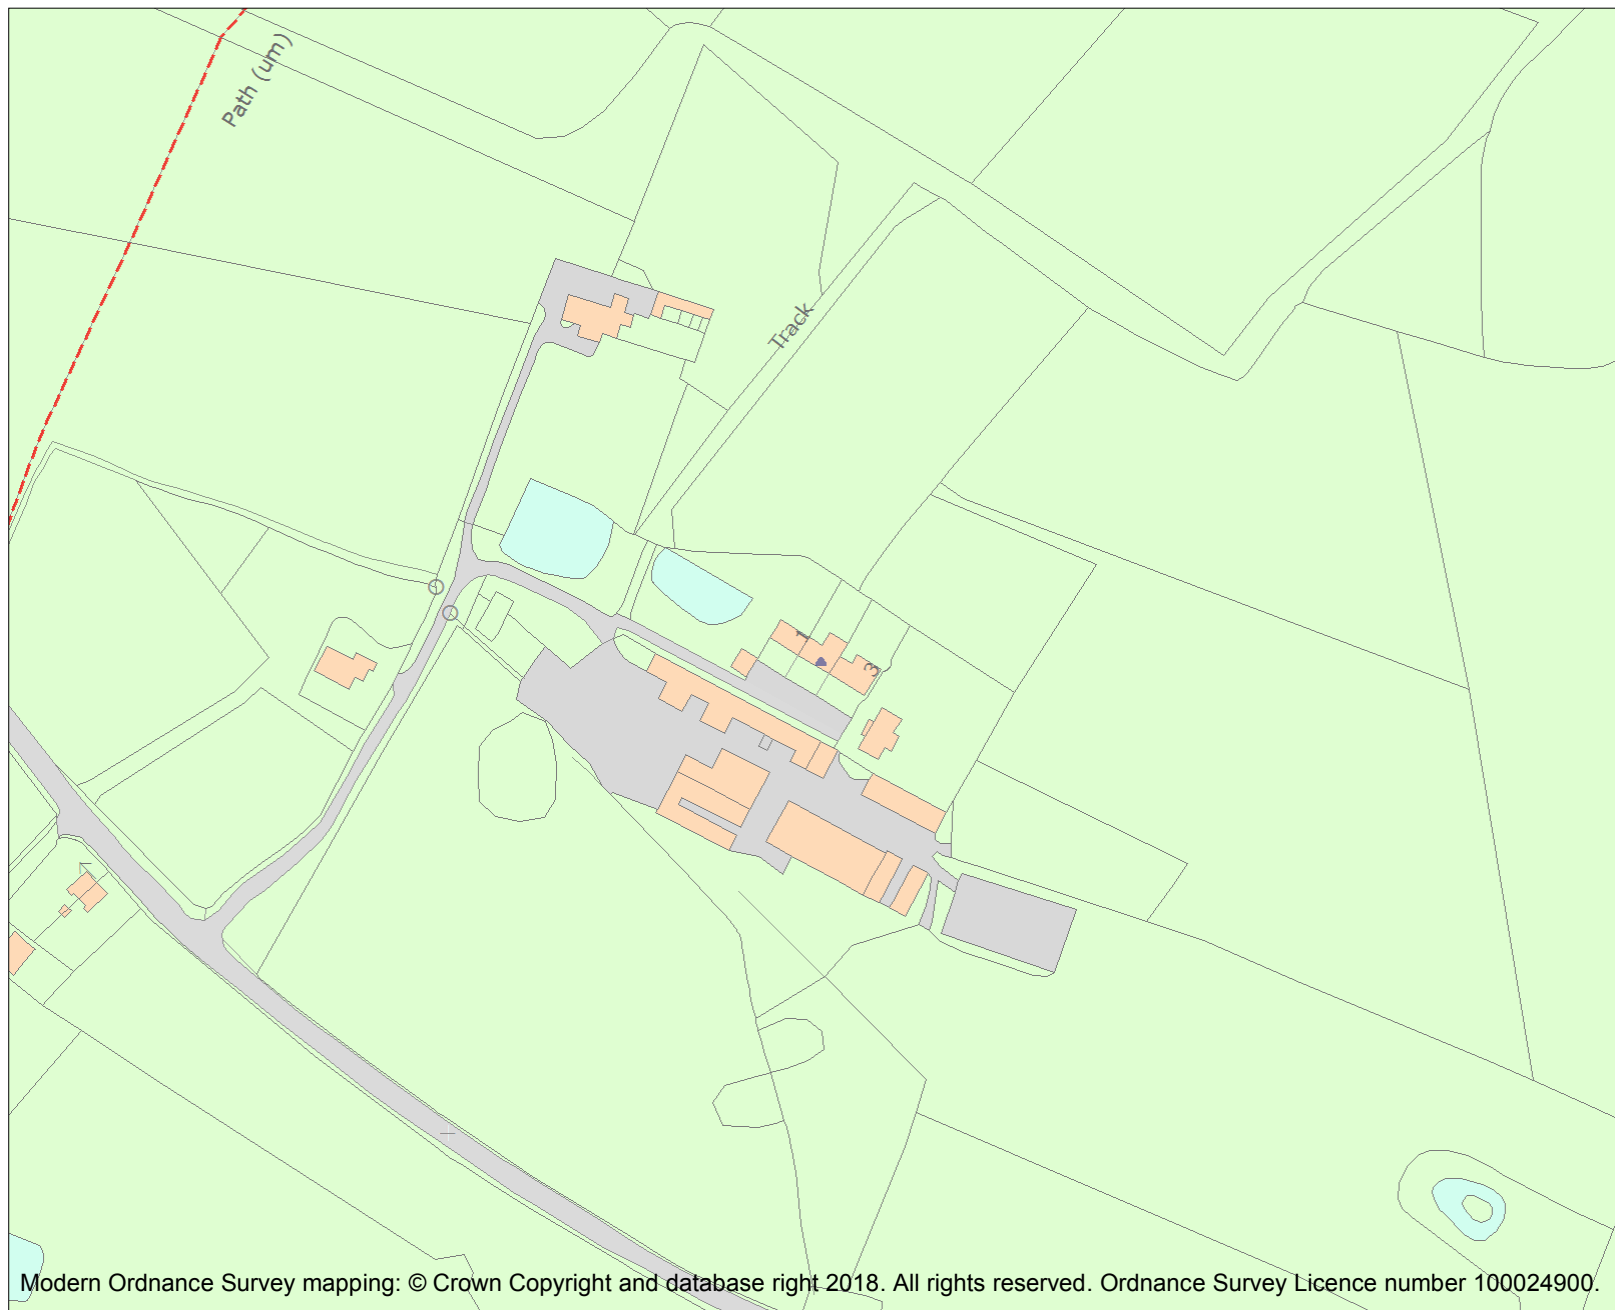 Path (um)
Track
1
3
Modern Ordnance Survey mapping: © Crown Copyright and database right 2018. All rights reserved. Ordnance Survey Licence number 100024900.